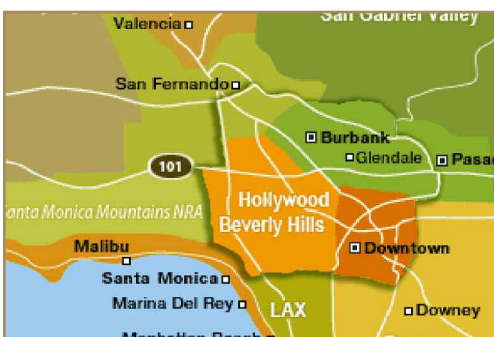 San Gabriel Valley
Valencia
San Fernando
Burbank
Glendale
101
Hollywood
Beverly Hills
Santa Monica Mountains NRA
Malibu
Downtown
Santa Monica
Marina Del Rey
LAX
Downey